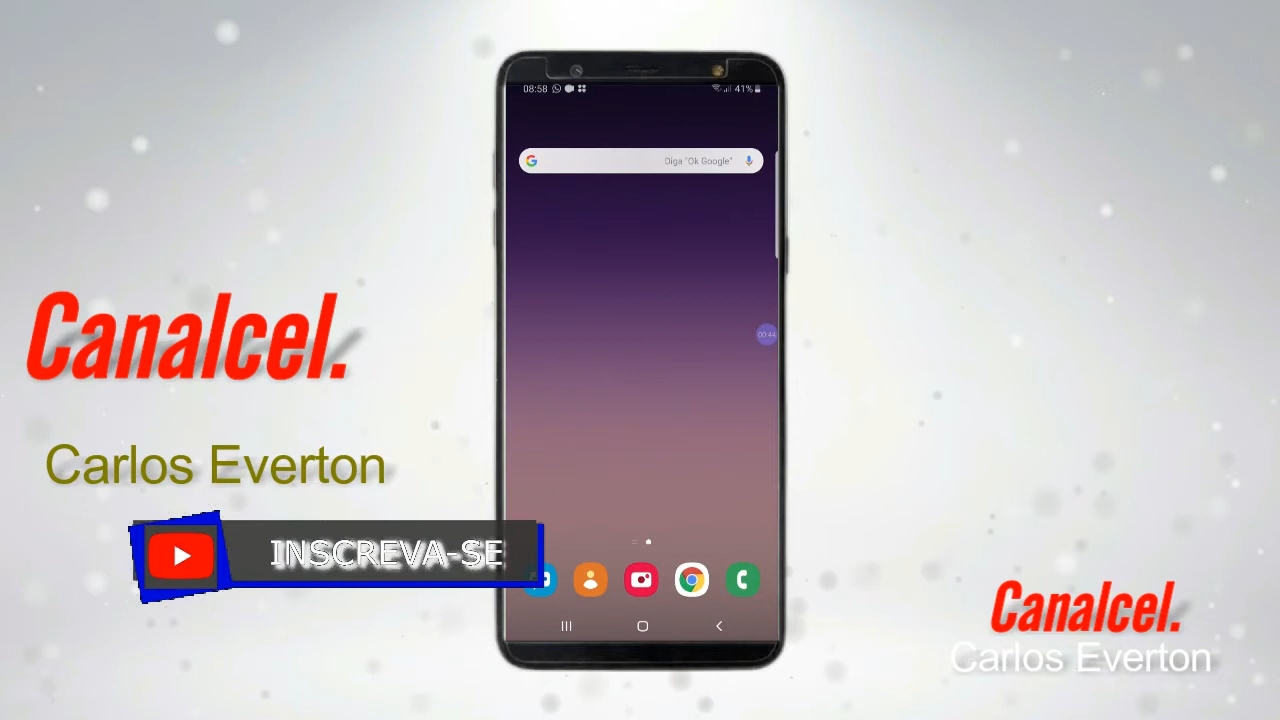 08:58
41%
Diga "Ok Google"
00:44
Canalcel.
Carlos Everton
INSCREVA-SE
Canalcel.
Carlos Everton